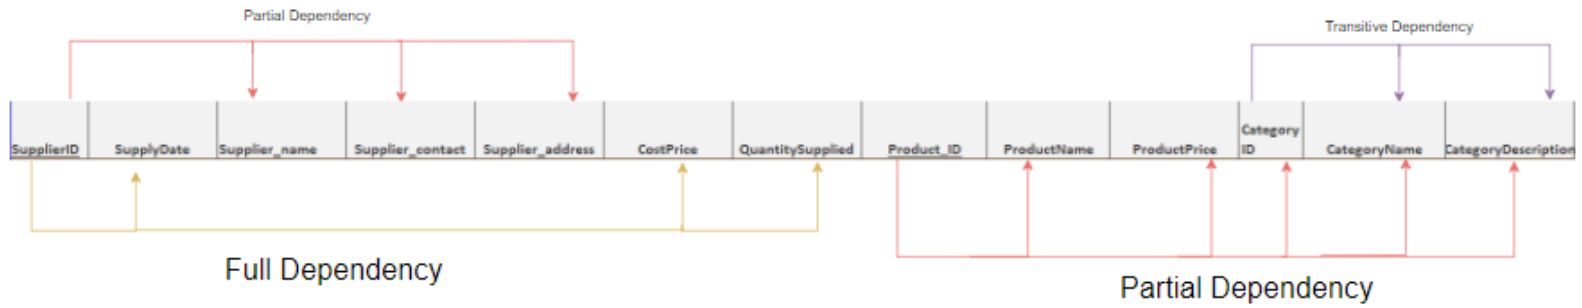 Partial Dependency
Transitive Dependency
SupplierID SupplyDate Supplier_name Supplier_contact Supplier_address CostPrice QuantitySupplied Product_ID ProductName ProductPrice Category ID CategoryName CategoryDescription
Full Dependency
Partial Dependency